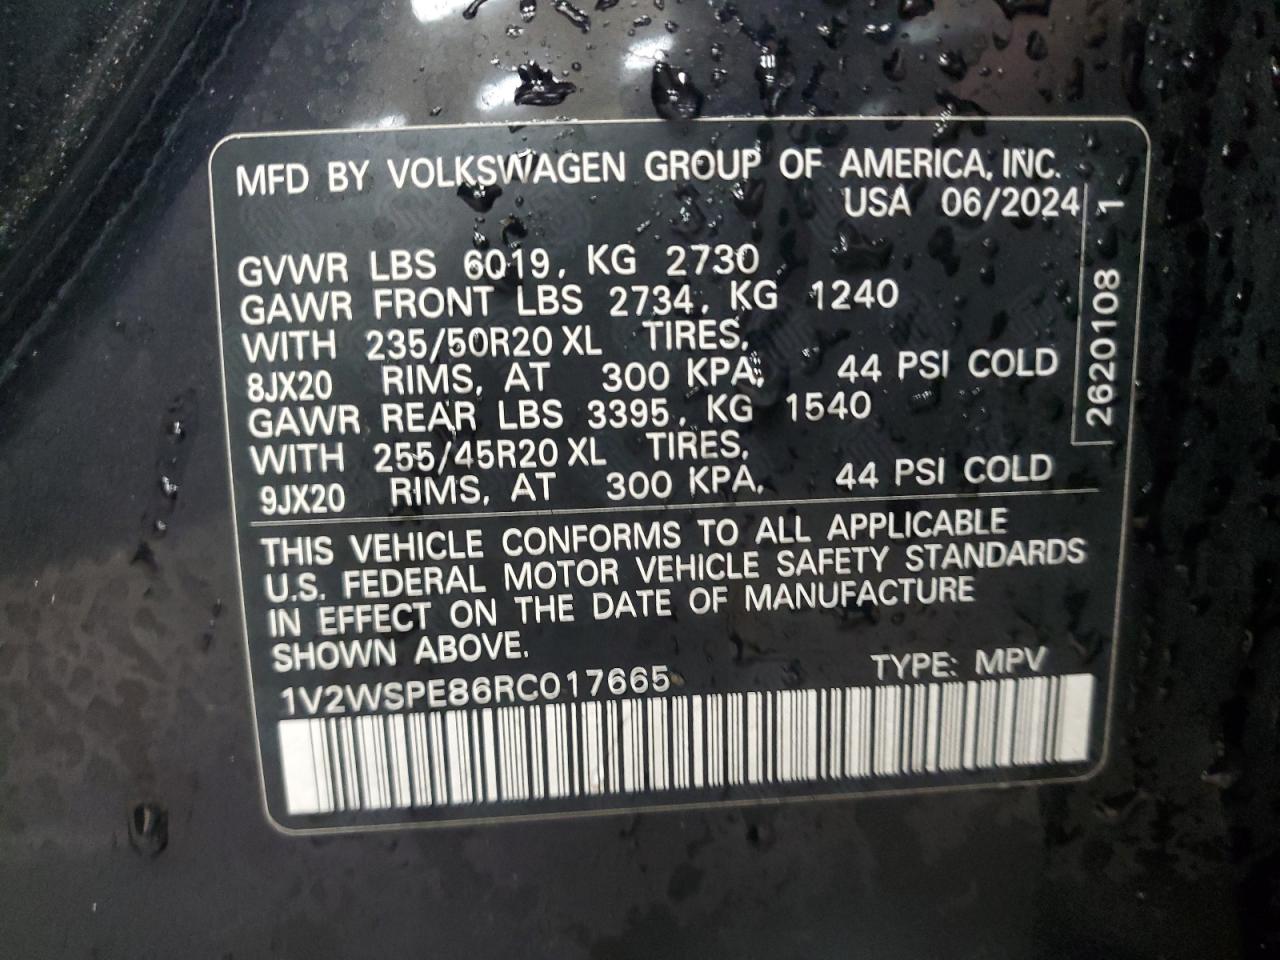 MFD BY VOLKSWAGEN GROUP OF AMERICA, INC.
USA 06/2024
GVWR LBS 6019, KG 2730
GAWR FRONT LBS 2734, KG 1240
WITH 235/50R20 XL TIRES,
8JX20 RIMS, AT 300 KPA, 44 PSI COLD
GAWR REAR LBS 3395, KG 1540
WITH 255/45R20 XL TIRES,
9JX20 RIMS, AT 300 KPA, 44 PSI COLD
2620108 1
THIS VEHICLE CONFORMS TO ALL APPLICABLE
U.S. FEDERAL MOTOR VEHICLE SAFETY STANDARDS
IN EFFECT ON THE DATE OF MANUFACTURE
SHOWN ABOVE.
1V2WSPE86RC017665 TYPE: MPV